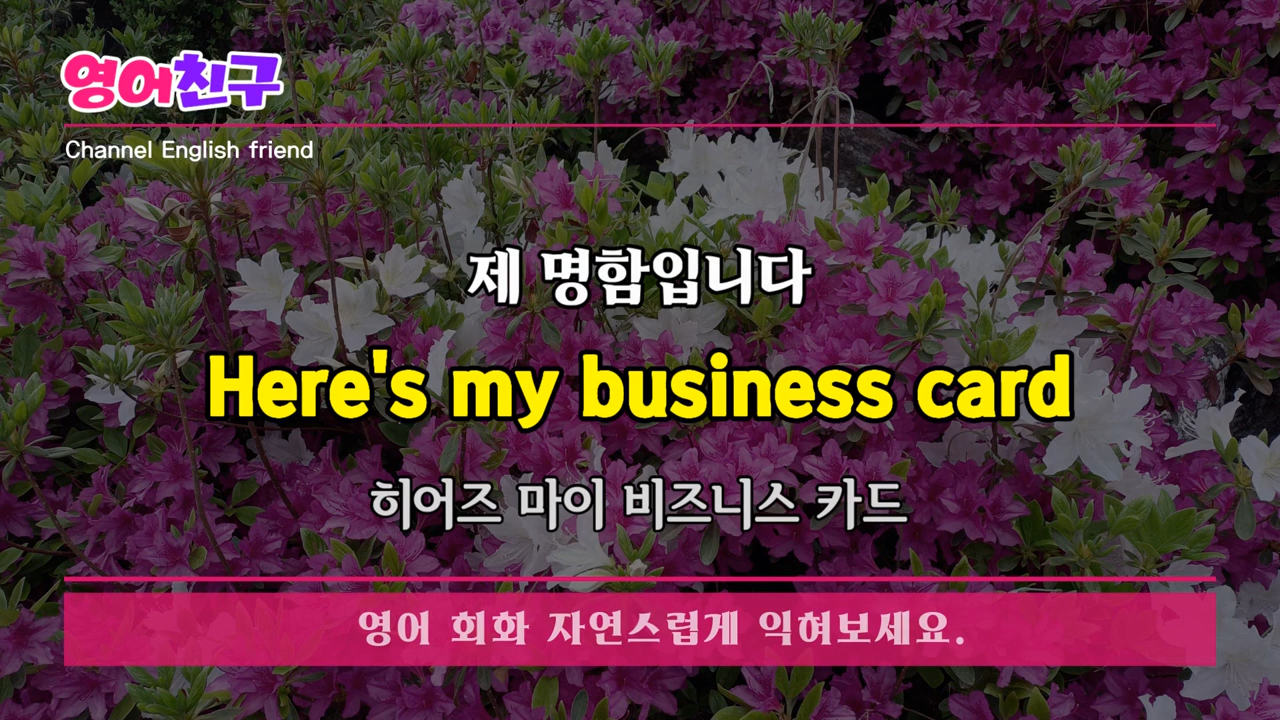 영어친구
Channel English friend
제 명함입니다
Here's my business card
히어즈 마이 비즈니스 카드
영어 회화 자연스럽게 익혀보세요.